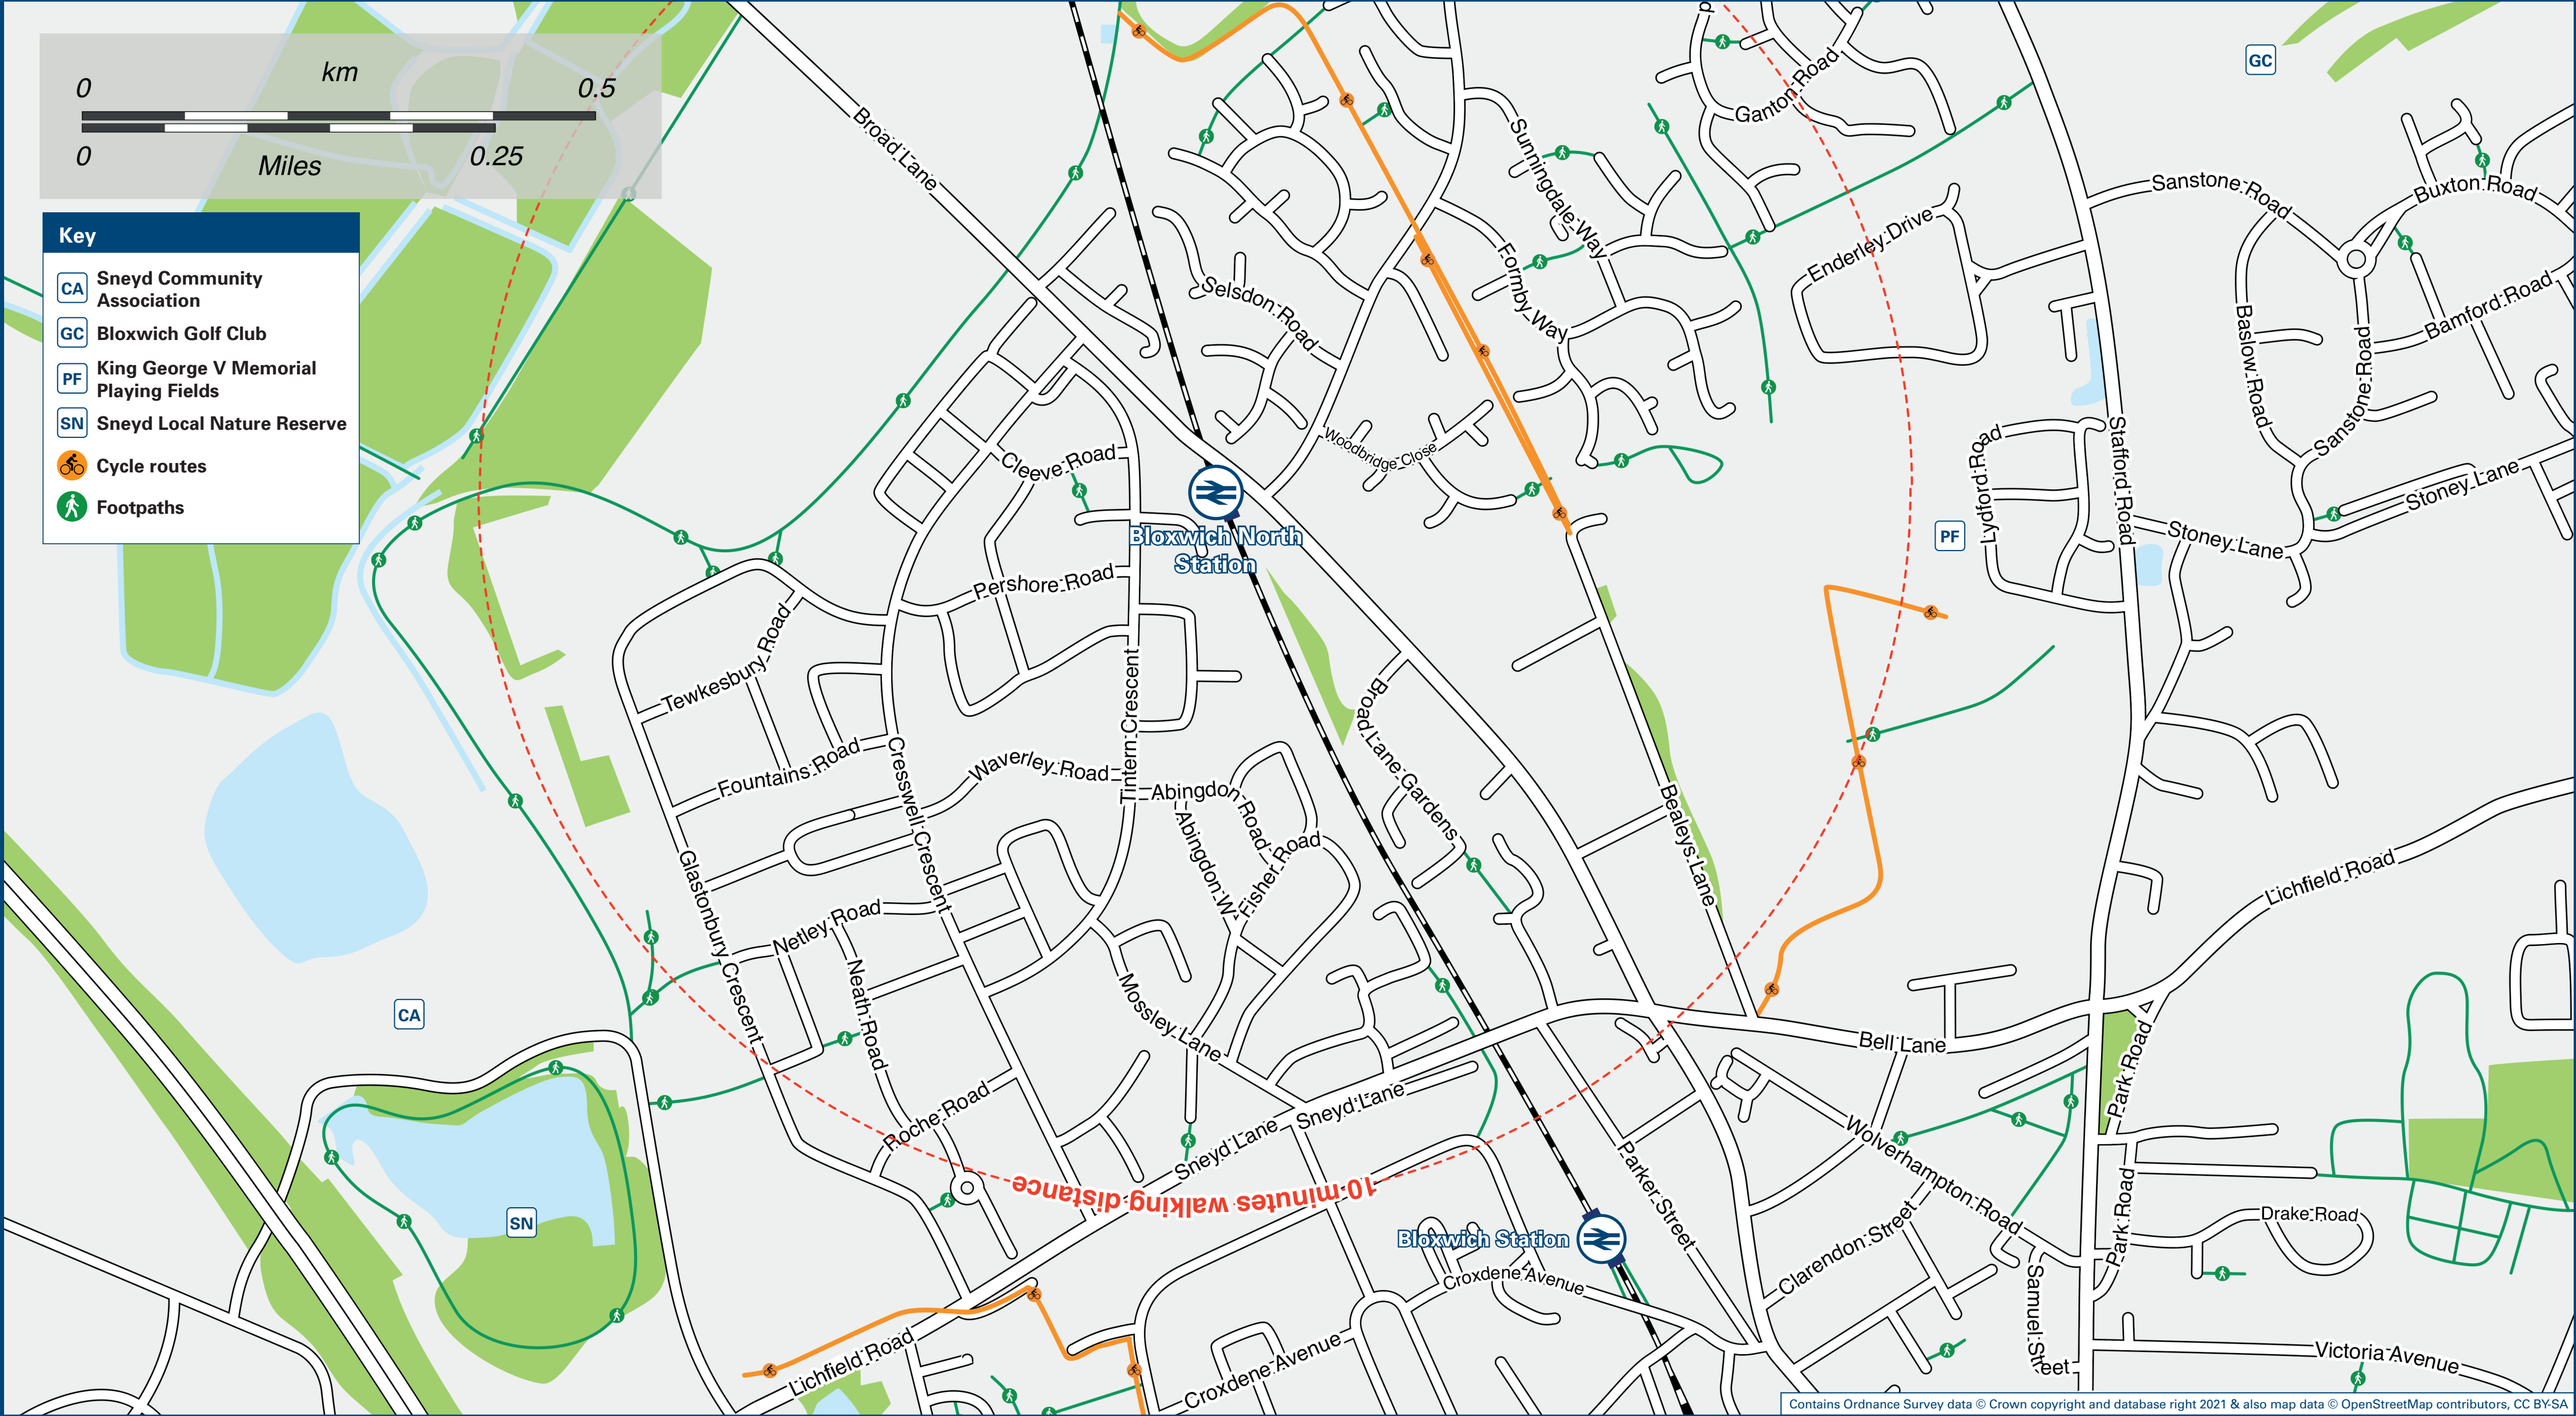 km
0
0.5
0
Miles
0.25
Key
CA Sneyd Community
Association
GC Bloxwich Golf Club
PF King George V Memorial
Playing Fields
SN Sneyd Local Nature Reserve
Cycle routes
Footpaths
GC
Broad Lane
Ganton Road
Sunningdale Way
Sanstone Road
Buxton Road
Enderley Drive
Selsdon Road
Formby Way
Bamford Road
Baslow Road
Sanstone Road
Woodbridge Close
Cleeve Road
Lydford Road
Stafford Road
Stoney Lane
Stoney Lane
PF
Bloxwich North
Station
Pershore Road
Tewkesbury Road
Tintern Crescent
Broad Lane Gardens
Fountains Road
Cresswell Crescent
Waverley Road
Abingdon Road
Abingdon W
Fisher Road
Bealeys Lane
Glastonbury Crescent
Netley Road
Neath Road
Lichfield Road
Mossley Lane
CA
Bell Lane
Park Road
Roche Road
Sneyd Lane
Sneyd Lane
Wolverhampton Road
10 minutes walking distance
Parker Street
SN
Bloxwich Station
Clarendon Street
Park Road
Drake Road
Croxdene Avenue
Samuel Street
Lichfield Road
Croxdene Avenue
Victoria Avenue
Contains Ordnance Survey data © Crown copyright and database right 2021 & also map data © OpenStreetMap contributors, CC BY-SA